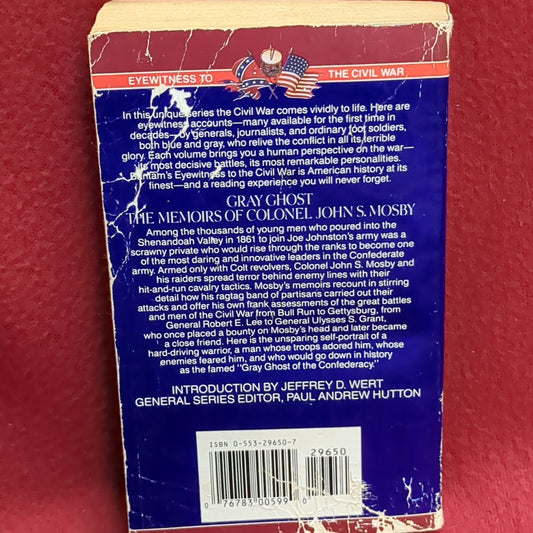 EYEWITNESS TO THE CIVIL WAR
In this unique series the Civil War comes vividly to life. Here are
eyewitness accounts—many available for the first time in
decades—by generals, journalists, and ordinary foot soldiers,
both blue and gray, who relive the conflict in all its terrible
glory. Each volume brings you a human perspective on the war—
its most decisive battles, its most remarkable personalities.
Bantam's Eyewitness to the Civil War is American history at its
finest—and a reading experience you will never forget.
GRAY GHOST
THE MEMOIRS OF COLONEL JOHN S. MOSBY
Among the thousands of young men who poured into the
Shenandoah Valley in 1861 to join Joe Johnston's army was a
scrawny private who would rise through the ranks to become one
of the most daring and innovative leaders in the Confederate
army. Armed only with Colt revolvers, Colonel John S. Mosby and
his raiders spread terror behind enemy lines with their
hit-and-run cavalry tactics. Mosby's memoirs recount in stirring
detail how his ragtag band of partisans carried out their
attacks and offer his own frank assessments of the great battles
and men of the Civil War from Bull Run to Gettysburg, from
General Robert E. Lee to General Ulysses S. Grant,
who once placed a bounty on Mosby's head and later became
a close friend. Here is the unsparing self-portrait of a
hard-driving warrior, a man whose troops adored him, whose
enemies feared him, and who would go down in history
as the famed "Gray Ghost of the Confederacy."
INTRODUCTION BY JEFFREY D. WERT
GENERAL SERIES EDITOR, PAUL ANDREW HUTTON
ISBN 0-553-29650-7
29650
0 76783 00599 0